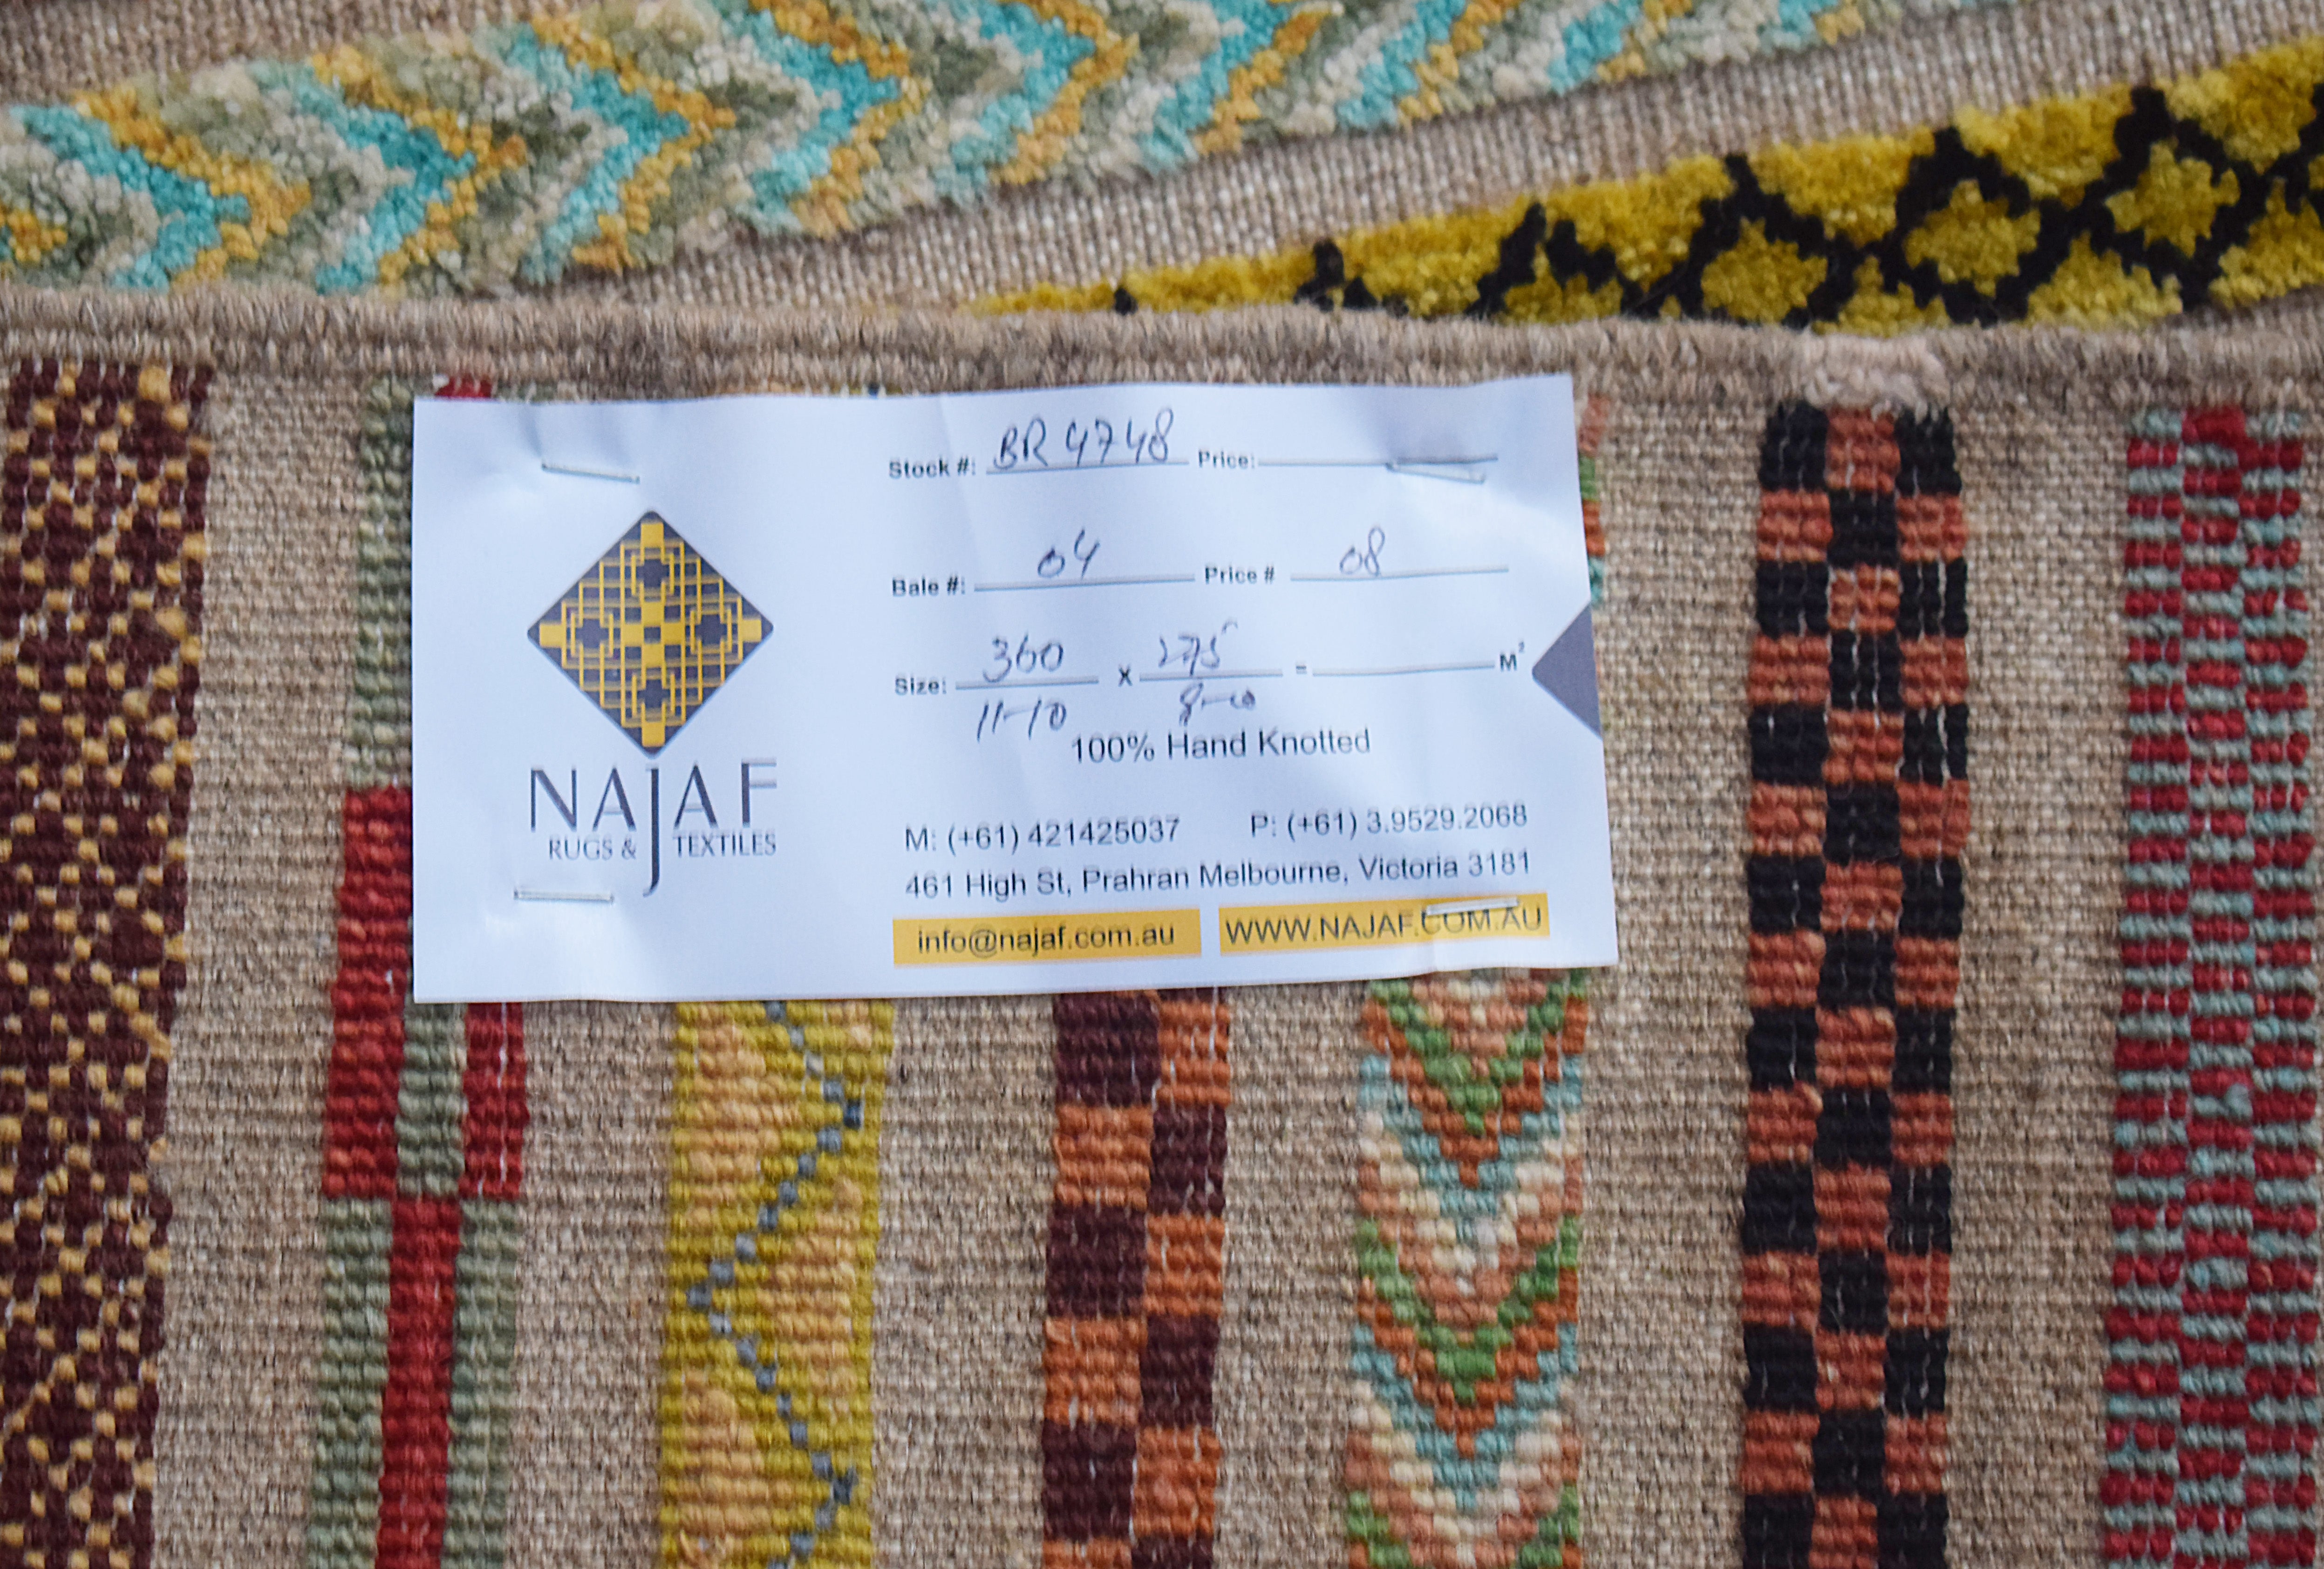 NAJAF
RUGS & TEXTILES
Stock #: BR 4748 Price:
Bale #: 04 Price # 08
Size: 360 X 275 = M²
11-10 9-0
100% Hand Knotted
M: (+61) 421425037 P: (+61) 3.9529.2068
461 High St, Prahran Melbourne, Victoria 3181
info@najaf.com.au WWW.NAJAF.COM.AU